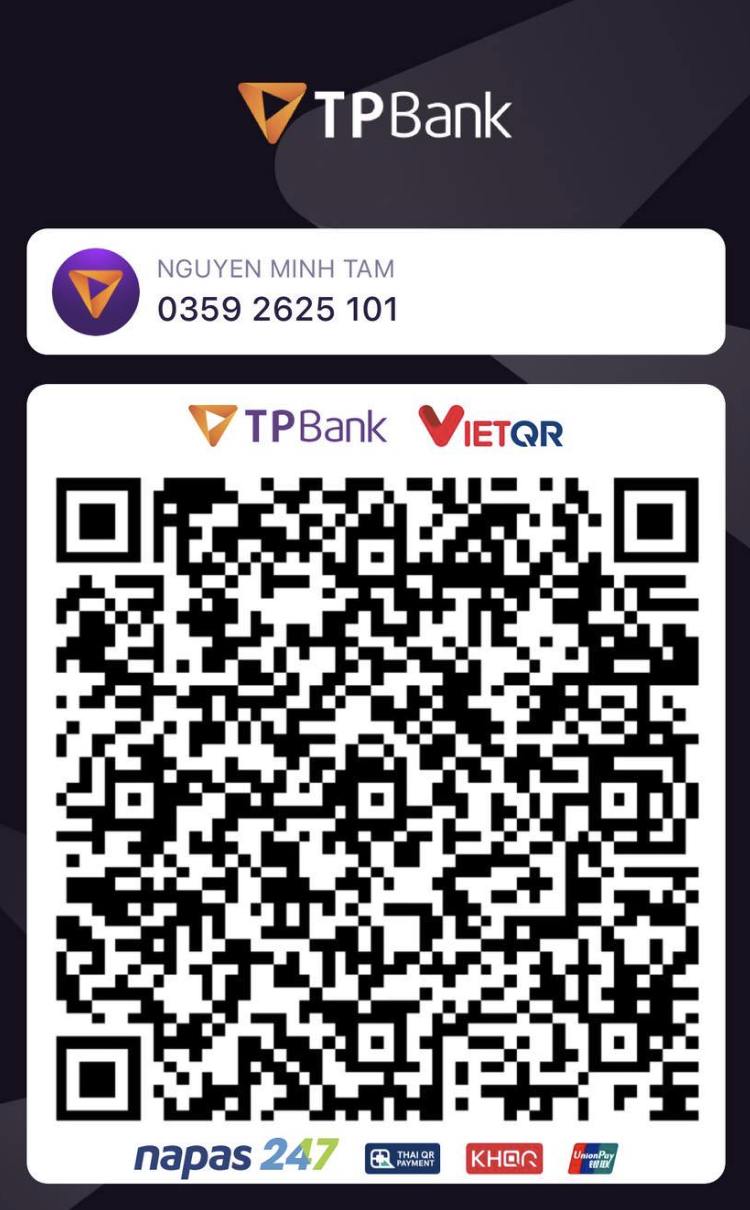 TPBank
NGUYEN MINH TAM
0359 2625 101
TPBank VIETQR
napas 247 THAI QR PAYMENT KHQR UnionPay 银联